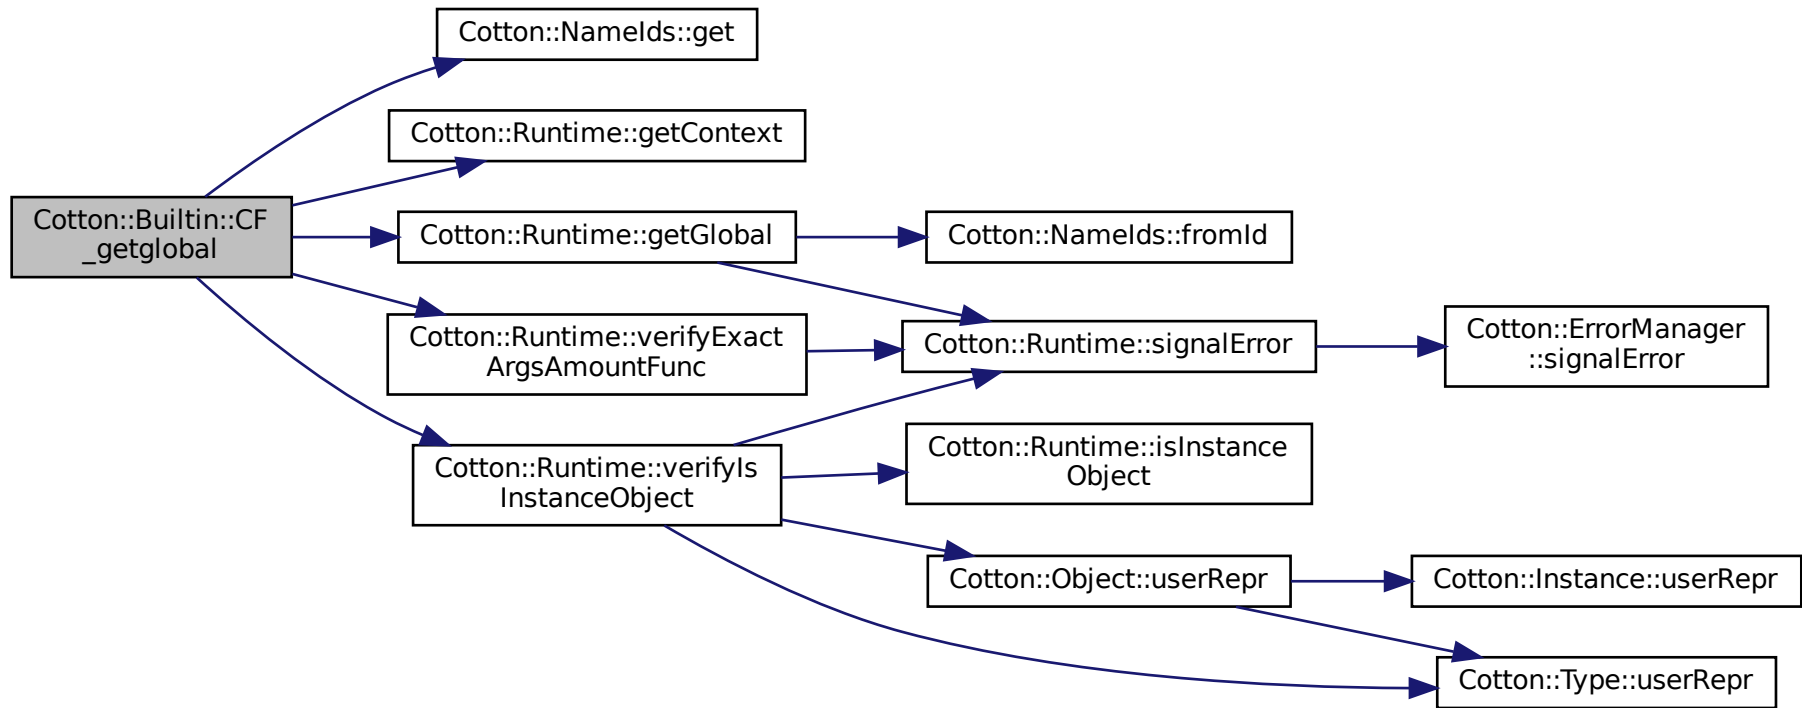 Cotton::NameIds::get
Cotton::Runtime::getContext
Cotton::Builtin::CF
_getglobal
Cotton::Runtime::getGlobal
Cotton::NameIds::fromId
Cotton::Runtime::verifyExact
ArgsAmountFunc
Cotton::Runtime::signalError
Cotton::ErrorManager
::signalError
Cotton::Runtime::verifyIs
InstanceObject
Cotton::Runtime::isInstance
Object
Cotton::Object::userRepr
Cotton::Instance::userRepr
Cotton::Type::userRepr